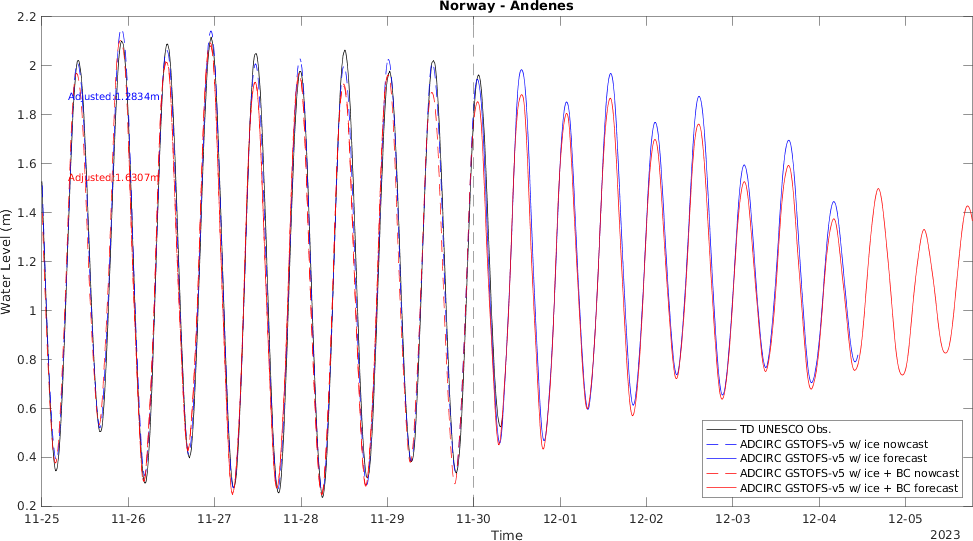 Norway - Andenes
2.2
2
1.8
1.6
1.4
1.2
1
0.8
0.6
0.4
0.2
Water Level (m)
Adjusted:1.2834m
Adjusted:1.6307m
TD UNESCO Obs.
ADCIRC GSTOFS-v5 w/ ice nowcast
ADCIRC GSTOFS-v5 w/ ice forecast
ADCIRC GSTOFS-v5 w/ ice + BC nowcast
ADCIRC GSTOFS-v5 w/ ice + BC forecast
11-25 11-26 11-27 11-28 11-29 11-30 12-01 12-02 12-03 12-04 12-05
Time
2023